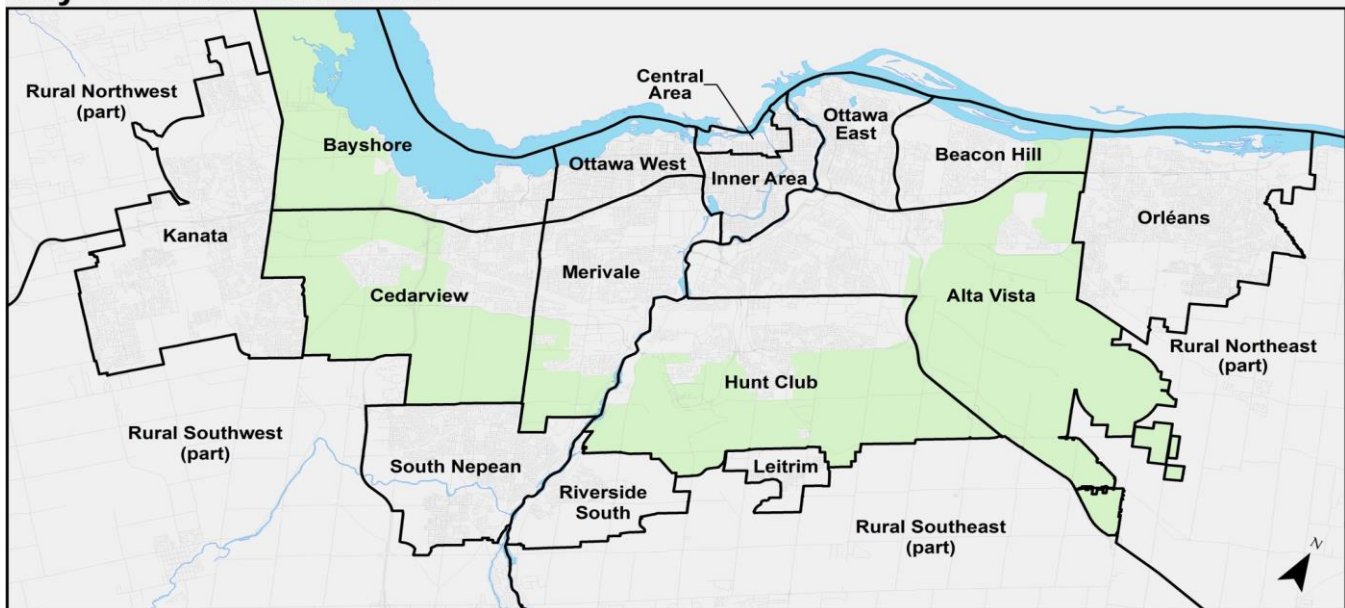 Central
Area
Rural Northwest
(part)
Ottawa
East
Bayshore
Ottawa West
Beacon Hill
Inner Area
Orléans
Kanata
Merivale
Cedarview
Alta Vista
Rural Northeast
(part)
Hunt Club
Rural Southwest
(part)
South Nepean
Leitrim
Riverside
South
Rural Southeast
(part)
N